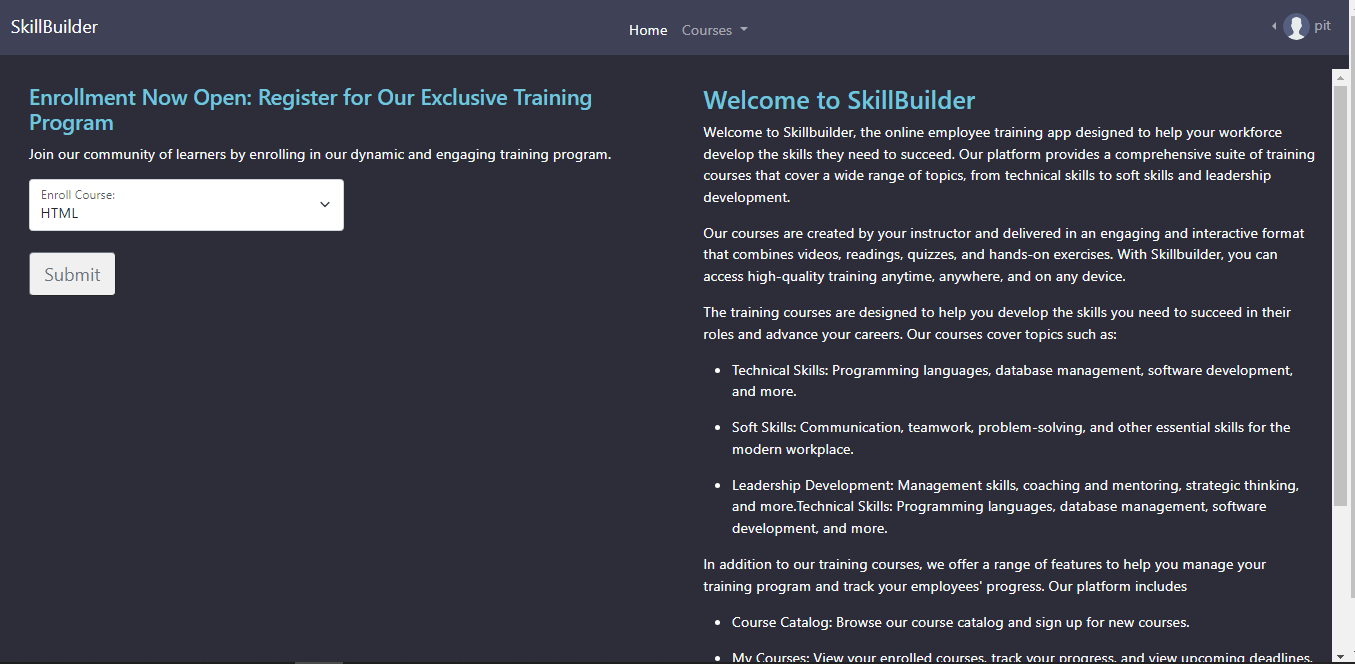 SkillBuilder
Home
Courses
pit
Enrollment Now Open: Register for Our Exclusive Training
Program
Join our community of learners by enrolling in our dynamic and engaging training program.
Enroll Course:
HTML
Submit
Welcome to SkillBuilder
Welcome to Skillbuilder, the online employee training app designed to help your workforce
develop the skills they need to succeed. Our platform provides a comprehensive suite of training
courses that cover a wide range of topics, from technical skills to soft skills and leadership
development.
Our courses are created by your instructor and delivered in an engaging and interactive format
that combines videos, readings, quizzes, and hands-on exercises. With Skillbuilder, you can
access high-quality training anytime, anywhere, and on any device.
The training courses are designed to help you develop the skills you need to succeed in their
roles and advance your careers. Our courses cover topics such as:
• Technical Skills: Programming languages, database management, software development,
and more.
• Soft Skills: Communication, teamwork, problem-solving, and other essential skills for the
modern workplace.
• Leadership Development: Management skills, coaching and mentoring, strategic thinking,
and more.Technical Skills: Programming languages, database management, software
development, and more.
In addition to our training courses, we offer a range of features to help you manage your
training program and track your employees' progress. Our platform includes
• Course Catalog: Browse our course catalog and sign up for new courses.
• My Courses: View your enrolled courses, track your progress, and view upcoming deadlines.